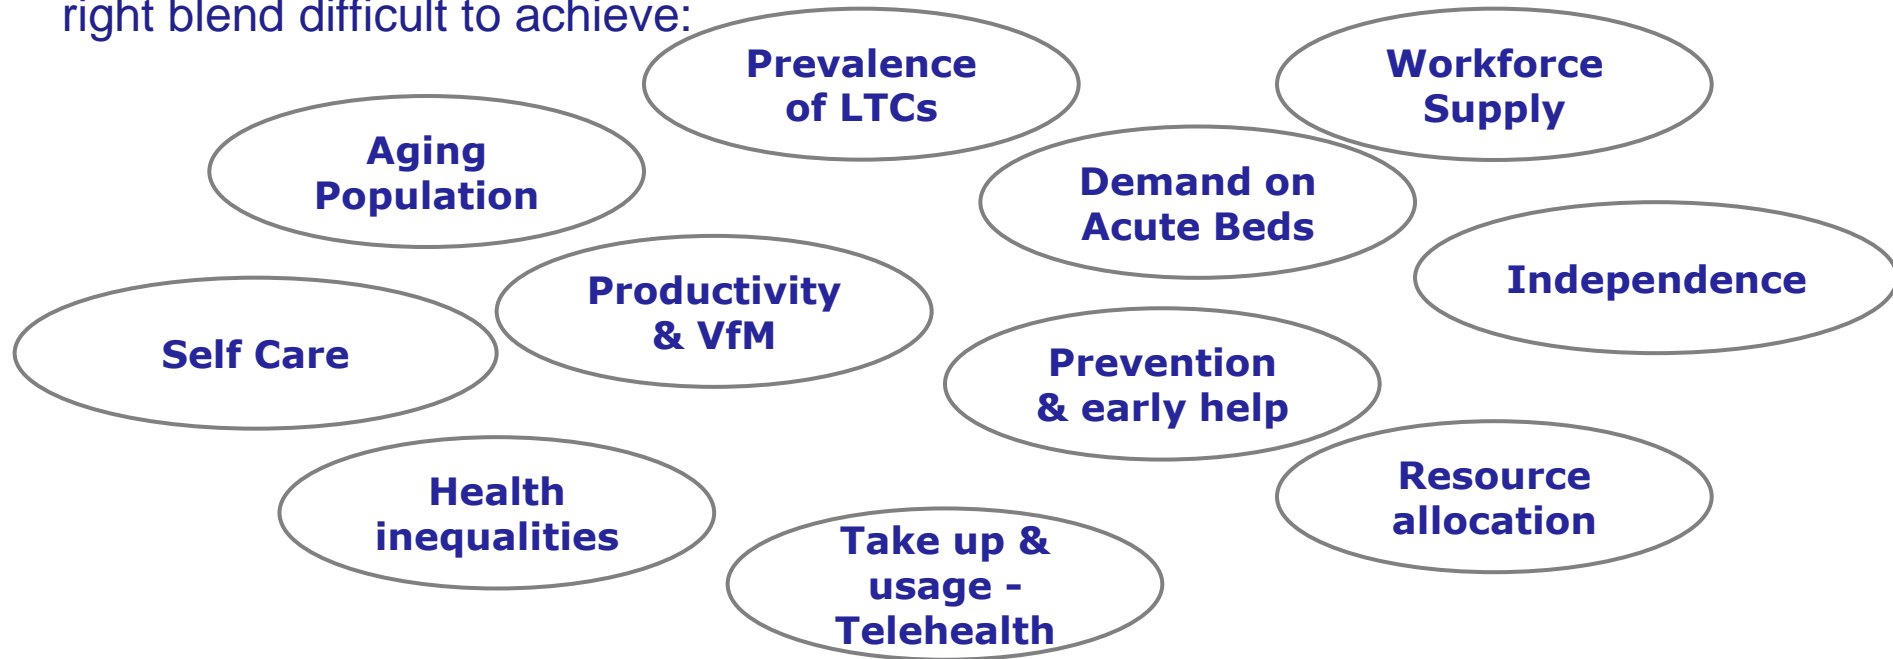 right blend difficult to achieve:
Prevalence
of LTCs
Workforce
Supply
Aging
Population
Demand on
Acute Beds
Independence
Productivity
& VfM
Self Care
Prevention
& early help
Health
inequalities
Resource
allocation
Take up &
usage -
Telehealth